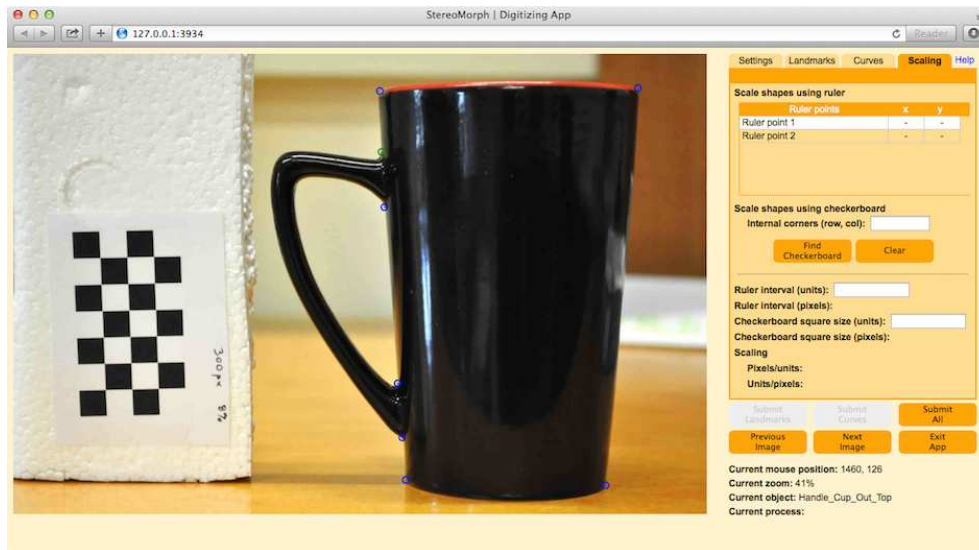 StereoMorph | Digitizing App
127.0.0.1:3934
Reader
Settings Landmarks Curves Scaling Help
Scale shapes using ruler
Ruler points x y
Ruler point 1 - -
Ruler point 2 - -
Scale shapes using checkerboard
Internal corners (row, col):
Find
Checkerboard
Clear
Ruler interval (units):
Ruler interval (pixels):
Checkerboard square size (units):
Checkerboard square size (pixels):
Scaling
Pixels/units:
Units/pixels:
Submit
Landmarks
Submit
Curves
Submit
All
Previous
Image
Next
Image
Exit
App
Current mouse position: 1460, 126
Current zoom: 41%
Current object: Handle_Cup_Out_Top
Current process:
300px 8%